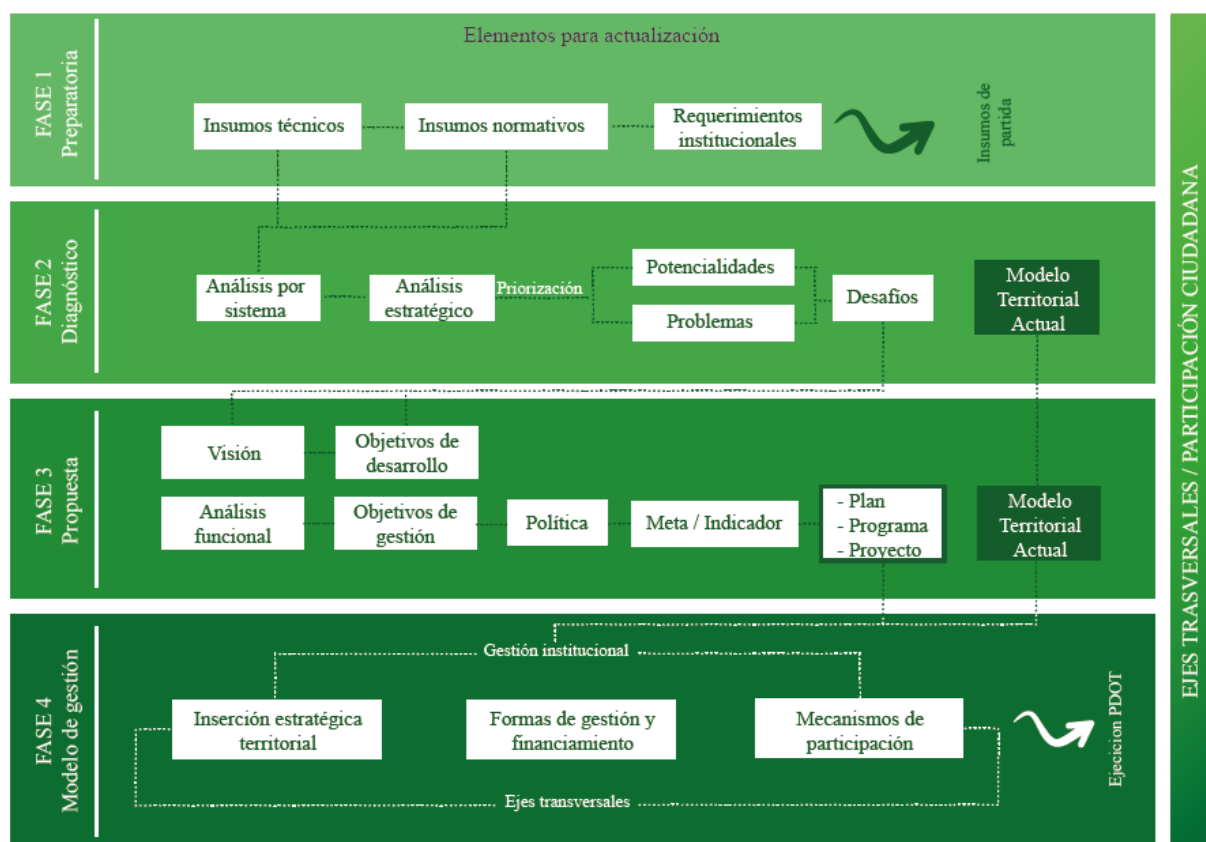 FASE 1
Preparatoria
Elementos para actualización
Insumos técnicos
Insumos normativos
Requerimientos
institucionales
Insumos de
partida
FASE 2
Diagnóstico
Análisis por
sistema
Análisis
estratégico
Priorización
Potencialidades
Problemas
Desafíos
Modelo
Territorial
Actual
FASE 3
Propuesta
Visión
Objetivos de
desarrollo
Análisis
funcional
Objetivos de
gestión
Política
Meta / Indicador
- Plan
- Programa
- Proyecto
Modelo
Territorial
Actual
FASE 4
Modelo de gestión
Gestión institucional
Inserción estratégica
territorial
Formas de gestión y
financiamiento
Mecanismos de
participación
Ejes transversales
Ejecicion PDOT
EJES TRASVERSALES / PARTICIPACIÓN CIUDADANA